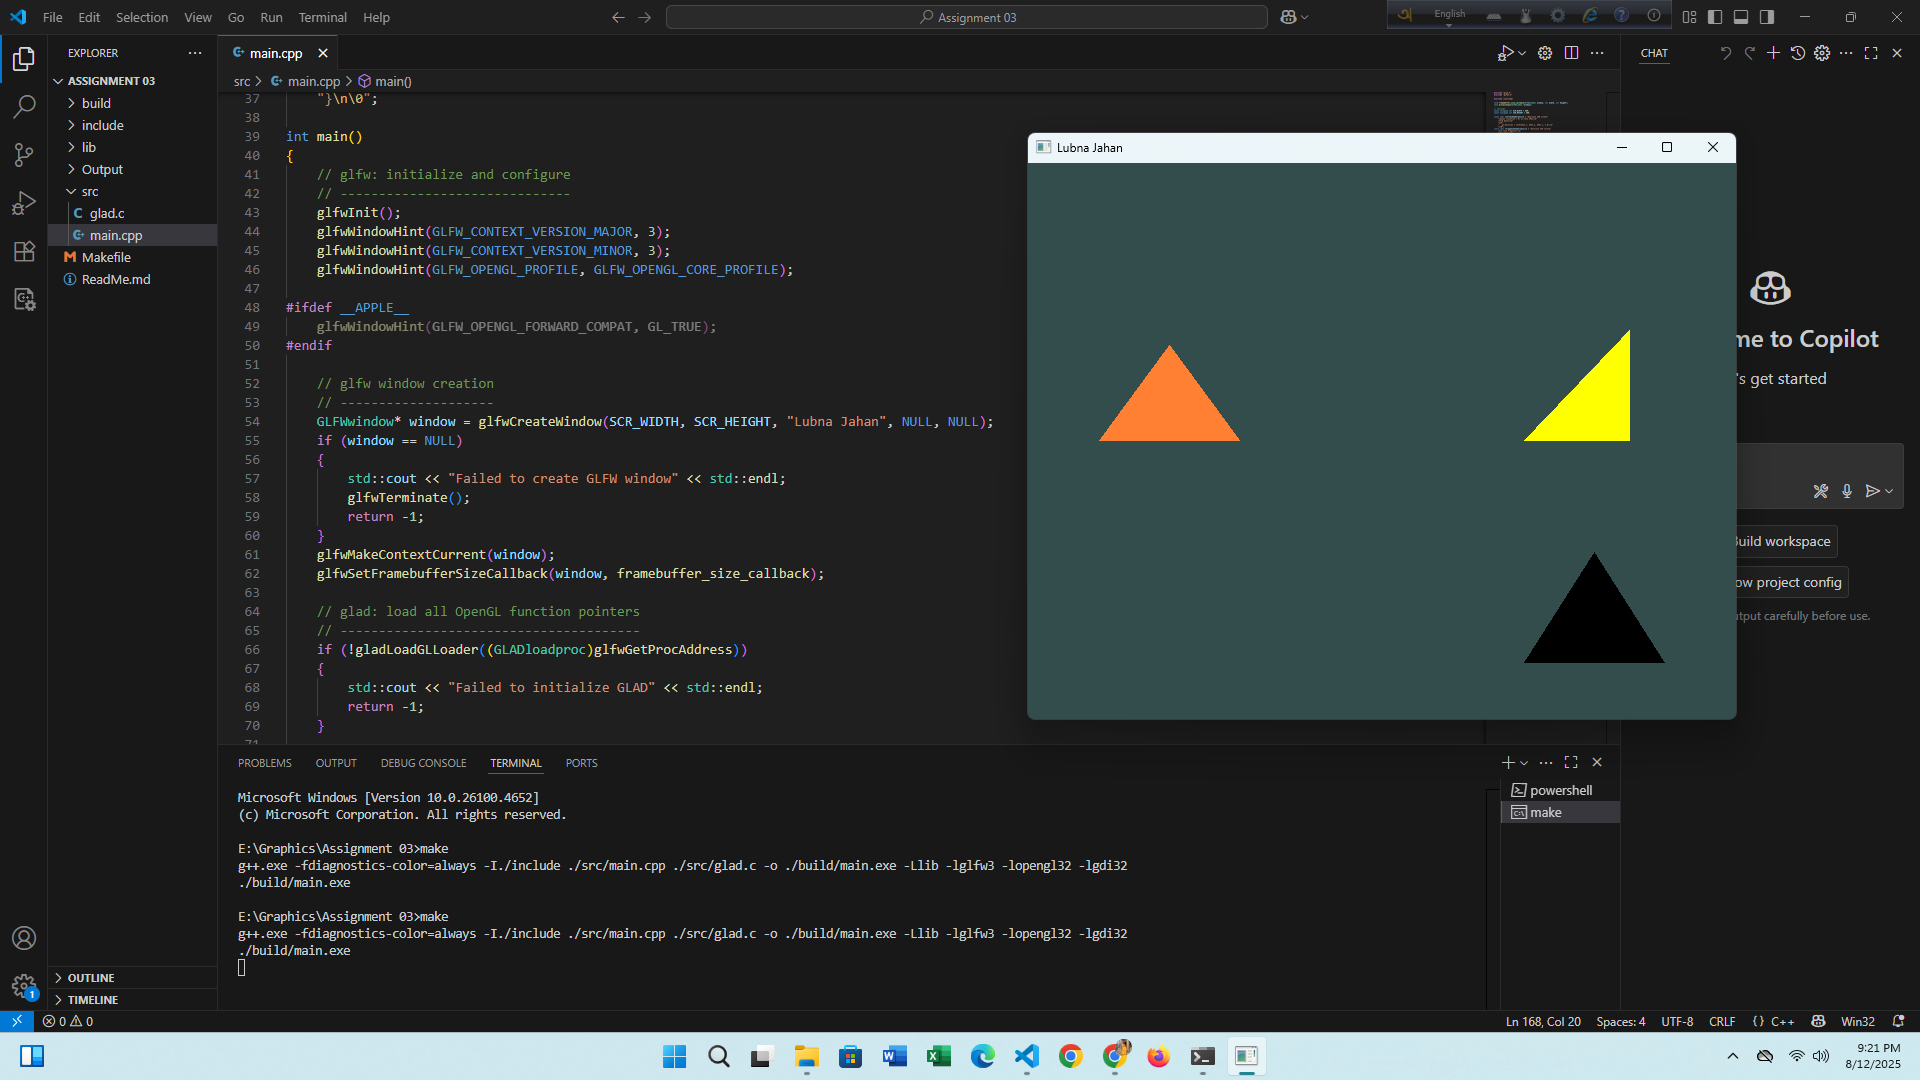 File Edit Selection View Go Run Terminal Help
Assignment 03
English
EXPLORER
ASSIGNMENT 03
build
include
lib
Output
src
C glad.c
main.cpp
M Makefile
ReadMe.md
OUTLINE
TIMELINE
main.cpp
src > main.cpp > main()
37 "}\n\0";
38
39 int main()
40 {
41 // glfw: initialize and configure
42 // ------------------------------
43 glfwInit();
44 glfwWindowHint(GLFW_CONTEXT_VERSION_MAJOR, 3);
45 glfwWindowHint(GLFW_CONTEXT_VERSION_MINOR, 3);
46 glfwWindowHint(GLFW_OPENGL_PROFILE, GLFW_OPENGL_CORE_PROFILE);
47
48 #ifdef __APPLE__
49 glfwWindowHint(GLFW_OPENGL_FORWARD_COMPAT, GL_TRUE);
50 #endif
51
52 // glfw window creation
53 // --------------------
54 GLFWwindow* window = glfwCreateWindow(SCR_WIDTH, SCR_HEIGHT, "Lubna Jahan", NULL, NULL);
55 if (window == NULL)
56 {
57 std::cout << "Failed to create GLFW window" << std::endl;
58 glfwTerminate();
59 return -1;
60 }
61 glfwMakeContextCurrent(window);
62 glfwSetFramebufferSizeCallback(window, framebuffer_size_callback);
63
64 // glad: load all OpenGL function pointers
65 // ---------------------------------------
66 if (!gladLoadGLLoader((GLADloadproc)glfwGetProcAddress))
67 {
68 std::cout << "Failed to initialize GLAD" << std::endl;
69 return -1;
70 }
71
Lubna Jahan
CHAT
me to Copilot
's get started
uild workspace
ow project config
utput carefully before use.
PROBLEMS OUTPUT DEBUG CONSOLE TERMINAL PORTS
Microsoft Windows [Version 10.0.26100.4652]
(c) Microsoft Corporation. All rights reserved.
E:\Graphics\Assignment 03>make
g++.exe -fdiagnostics-color=always -I./include ./src/main.cpp ./src/glad.c -o ./build/main.exe -Llib -lglfw3 -lopengl32 -lgdi32
./build/main.exe
E:\Graphics\Assignment 03>make
g++.exe -fdiagnostics-color=always -I./include ./src/main.cpp ./src/glad.c -o ./build/main.exe -Llib -lglfw3 -lopengl32 -lgdi32
./build/main.exe
powershell
make
1
0 0
Ln 168, Col 20 Spaces: 4 UTF-8 CRLF {} C++ Win32
9:21 PM
8/12/2025